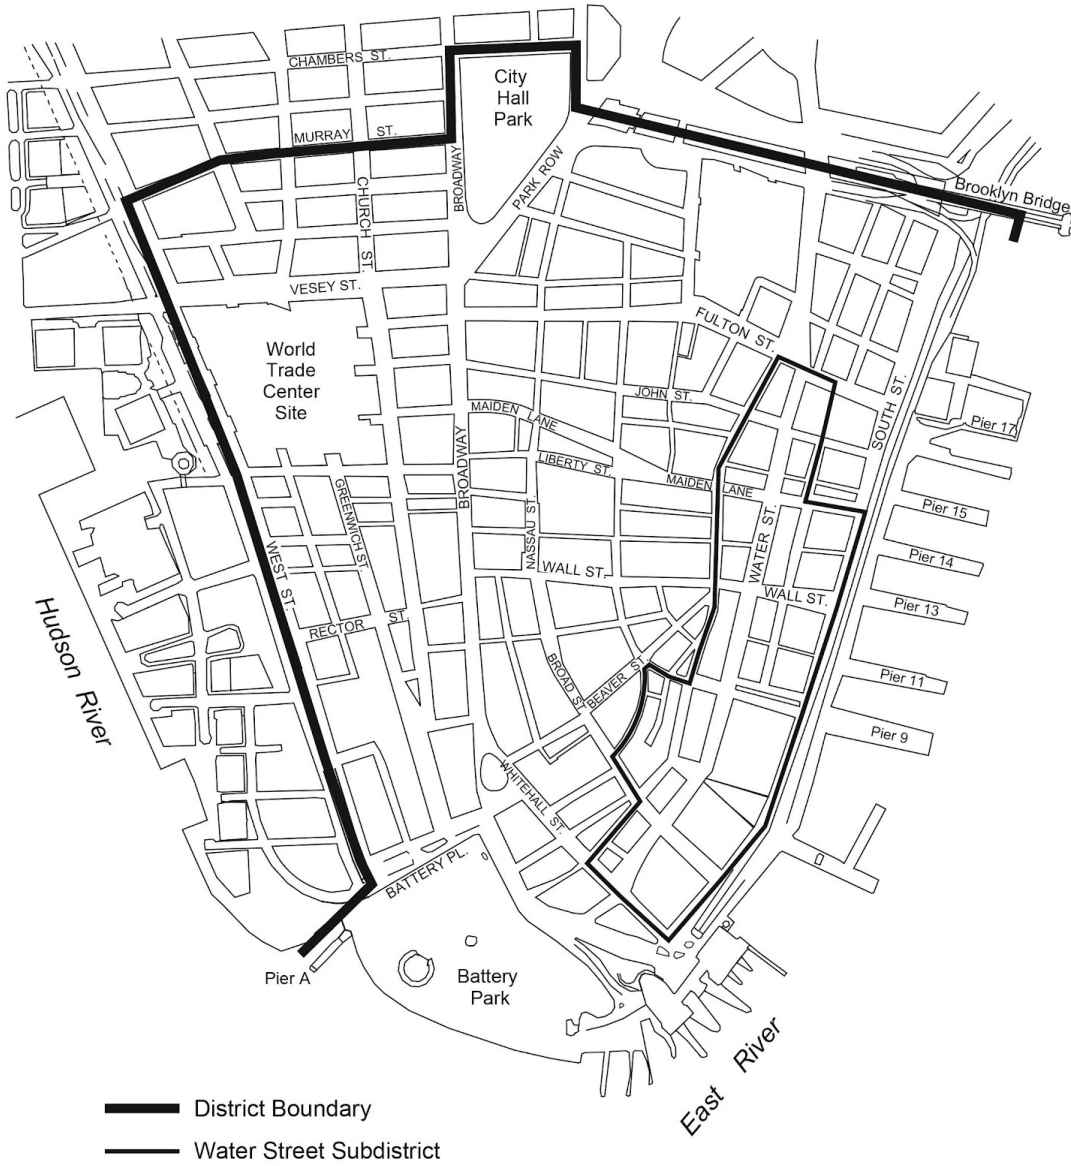 CHAMBERS ST.
City
Hall
Park
MURRAY ST.
BROADWAY
PARK ROW
CHURCH ST.
Brooklyn Bridge
VESEY ST.
FULTON ST.
World
Trade
Center
Site
JOHN ST.
SOUTH ST.
MAIDEN LANE
Pier 17
BROADWAY
LIBERTY ST.
MAIDEN LANE
GREENWICH ST.
NASSAU ST.
WATER ST.
Pier 15
WEST ST.
WALL ST.
Pier 14
WALL ST.
Pier 13
RECTOR ST.
Hudson River
BROAD ST.
BEAVER ST.
Pier 11
Pier 9
WHITEHALL ST.
BATTERY PL.
Pier A
Battery
Park
East River
District Boundary
Water Street Subdistrict